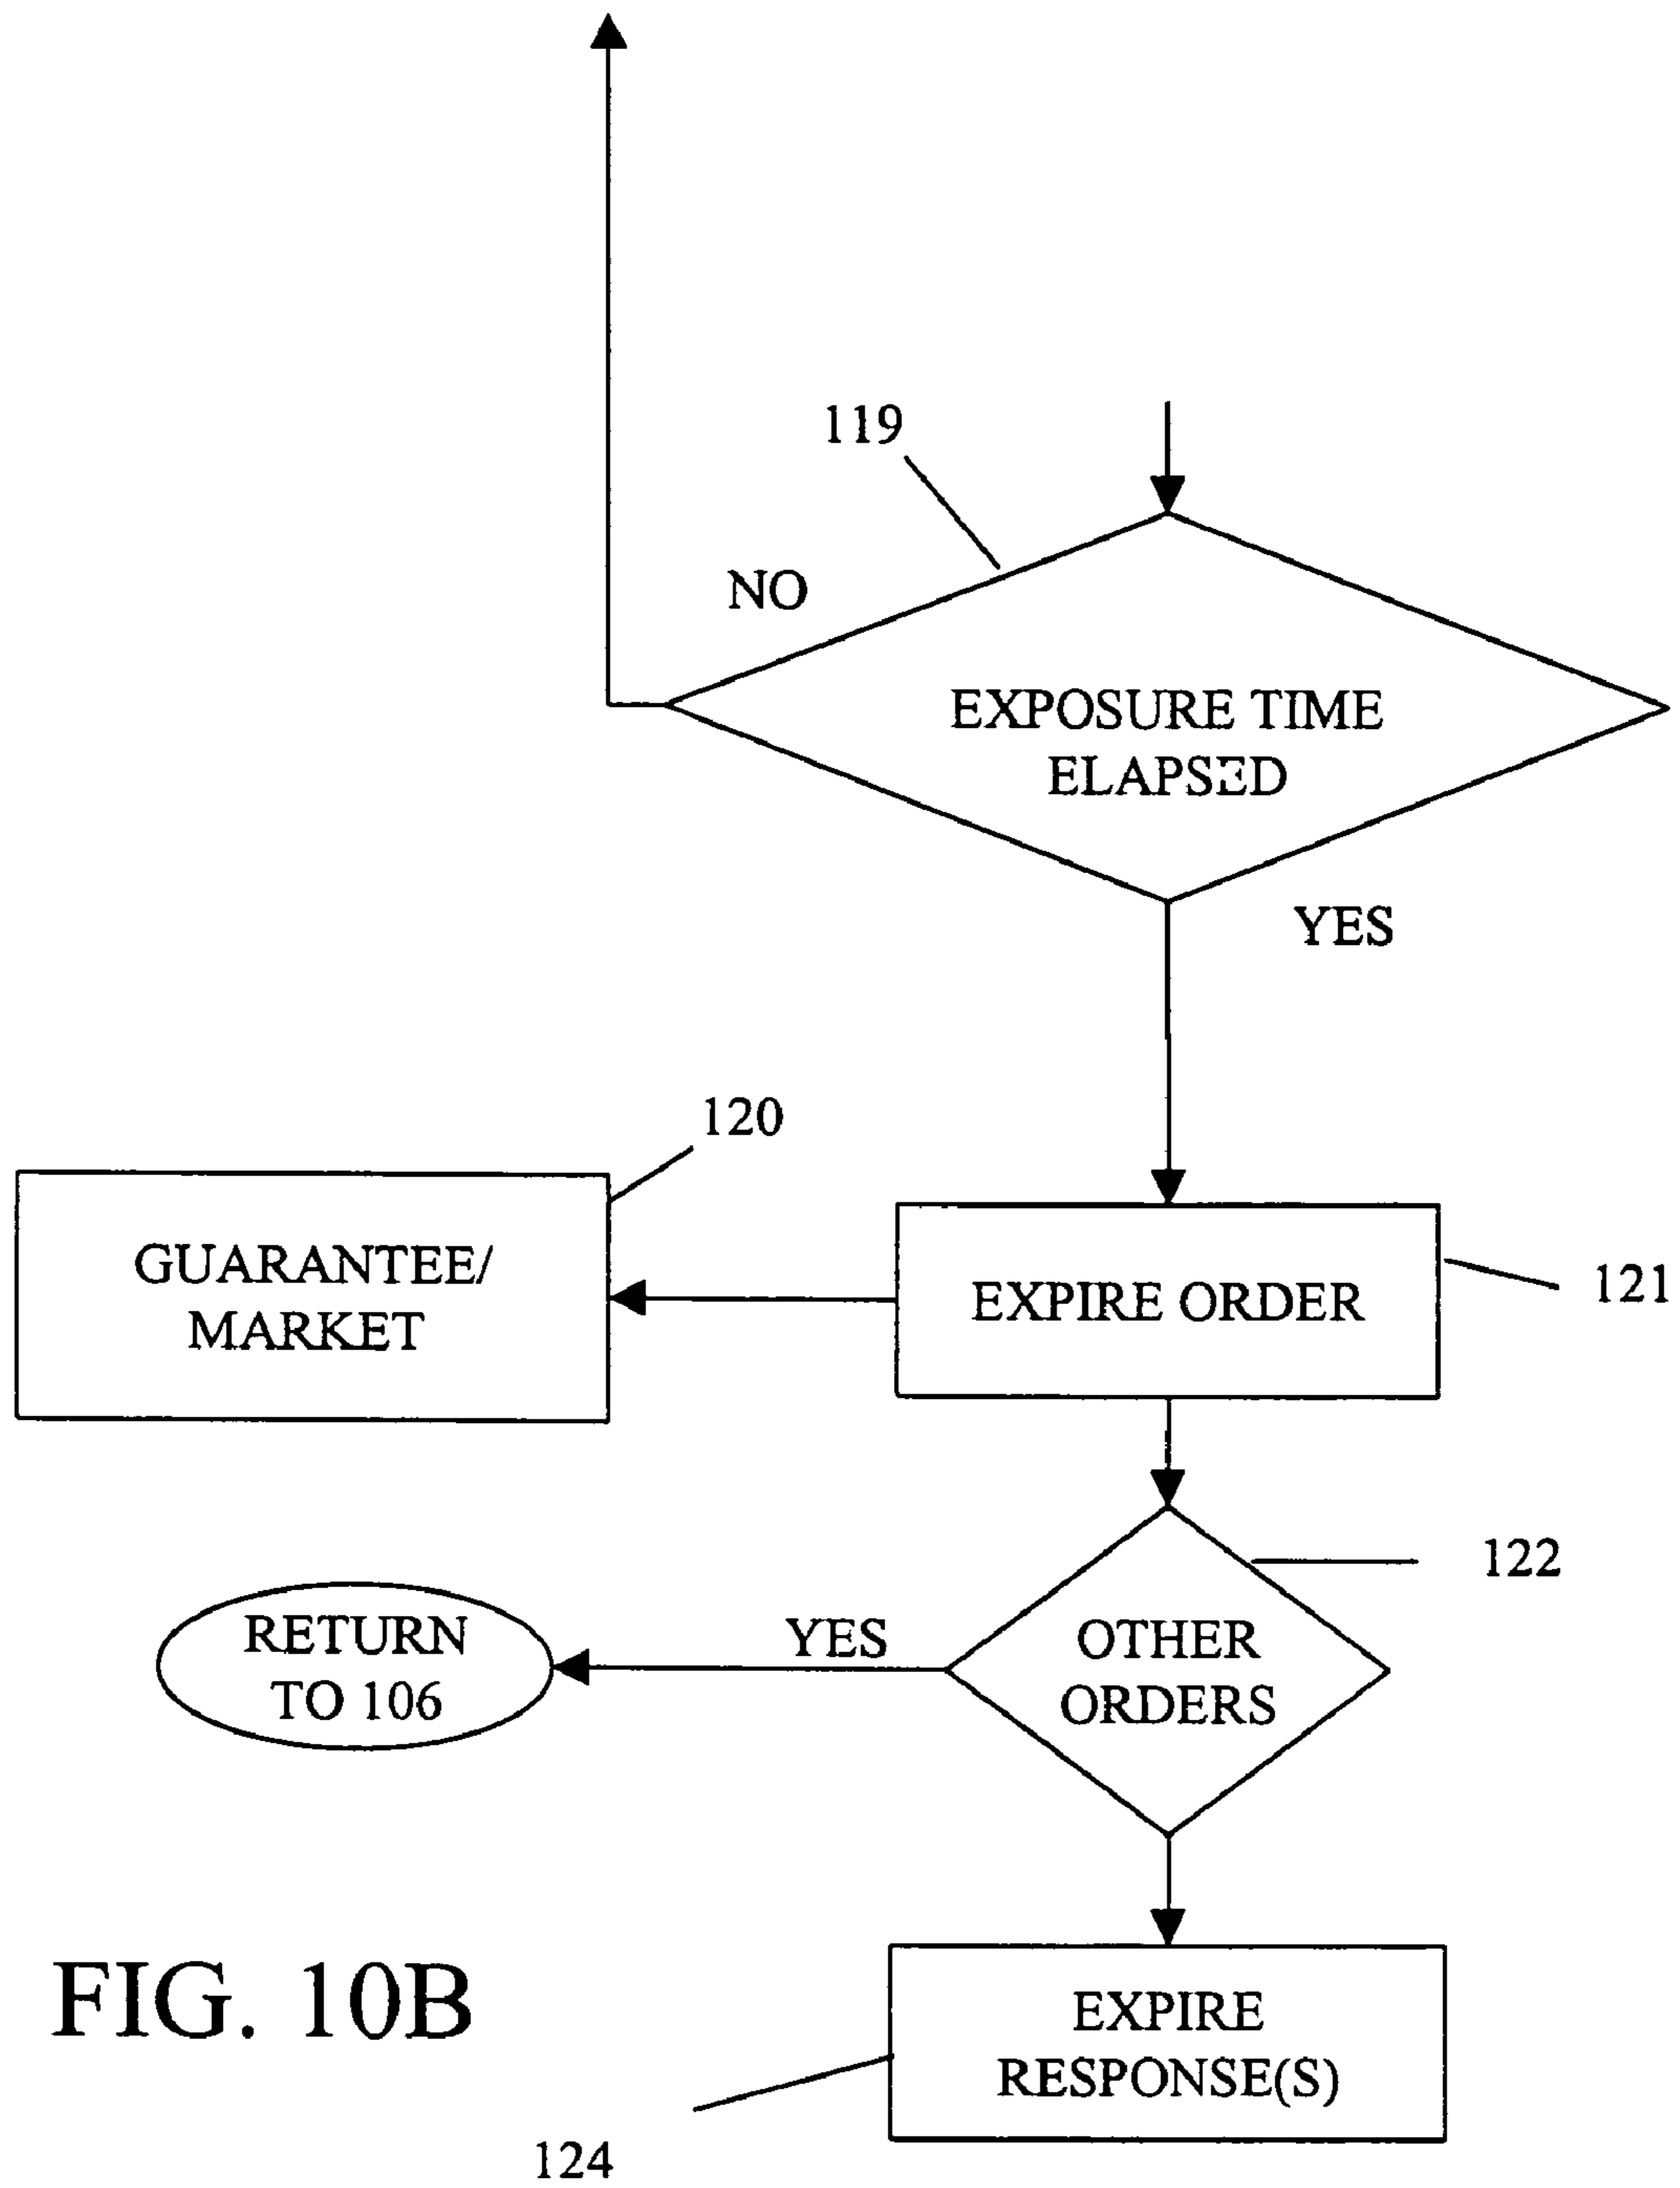 119
NO
EXPOSURE TIME
ELAPSED
YES
120
GUARANTEE/
MARKET
EXPIRE ORDER
121
122
YES
OTHER
ORDERS
RETURN
TO 106
EXPIRE
RESPONSE(S)
124
FIG. 10B